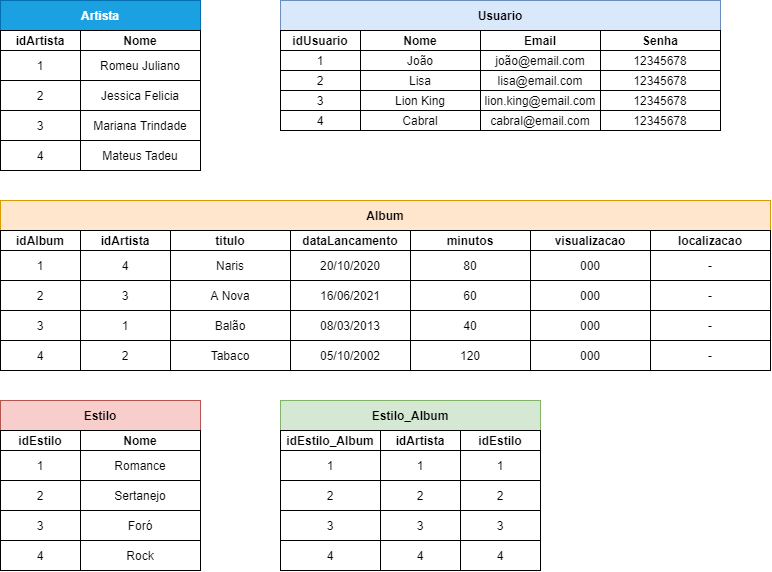 Artista
idArtista Nome
1 Romeu Juliano
2 Jessica Felicia
3 Mariana Trindade
4 Mateus Tadeu
Usuario
idUsuario Nome Email Senha
1 João joão@email.com 12345678
2 Lisa lisa@email.com 12345678
3 Lion King lion.king@email.com 12345678
4 Cabral cabral@email.com 12345678
Album
idAlbum idArtista titulo dataLancamento minutos visualizacao localizacao
1 4 Naris 20/10/2020 80 000 -
2 3 A Nova 16/06/2021 60 000 -
3 1 Balão 08/03/2013 40 000 -
4 2 Tabaco 05/10/2002 120 000 -
Estilo
idEstilo Nome
1 Romance
2 Sertanejo
3 Foró
4 Rock
Estilo_Album
idEstilo_Album idArtista idEstilo
1 1 1
2 2 2
3 3 3
4 4 4